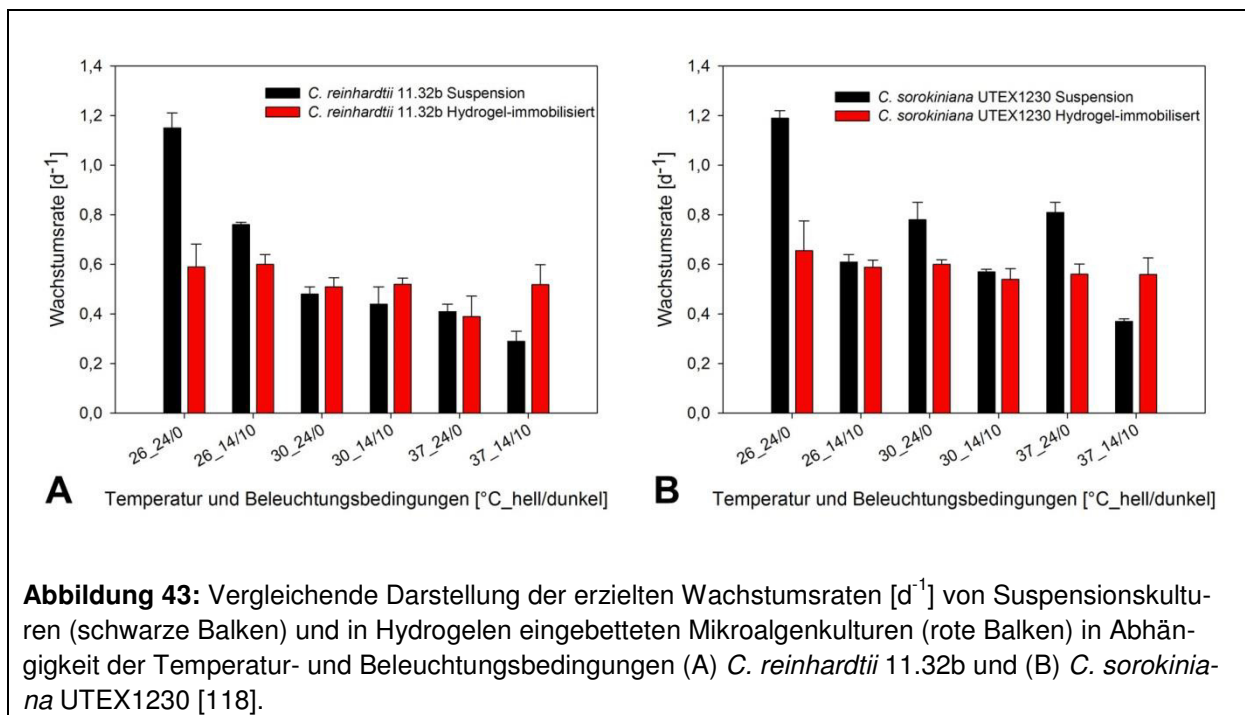 1,4
1,2
1,0
0,8
0,6
0,4
0,2
0,0
Wachstumsrate [d⁻¹]
C. reinhardtii 11.32b Suspension
C. reinhardtii 11.32b Hydrogel-immobilisiert
26_24/0
26_14/10
30_24/0
30_14/10
37_24/0
37_14/10
A
Temperatur und Beleuchtungsbedingungen [°C_hell/dunkel]
1,4
1,2
1,0
0,8
0,6
0,4
0,2
0,0
Wachstumsrate [d⁻¹]
C. sorokiniana UTEX1230 Suspension
C. sorokiniana UTEX1230 Hydrogel-immobilisert
26_24/0
26_14/10
30_24/0
30_14/10
37_24/0
37_14/10
B
Temperatur und Beleuchtungsbedingungen [°C_hell/dunkel]
Abbildung 43: Vergleichende Darstellung der erzielten Wachstumsraten [d⁻¹] von Suspensionskultu-
ren (schwarze Balken) und in Hydrogelen eingebetteten Mikroalgenkulturen (rote Balken) in Abhän-
gigkeit der Temperatur- und Beleuchtungsbedingungen (A) C. reinhardtii 11.32b und (B) C. sorokinia-
na UTEX1230 [118].